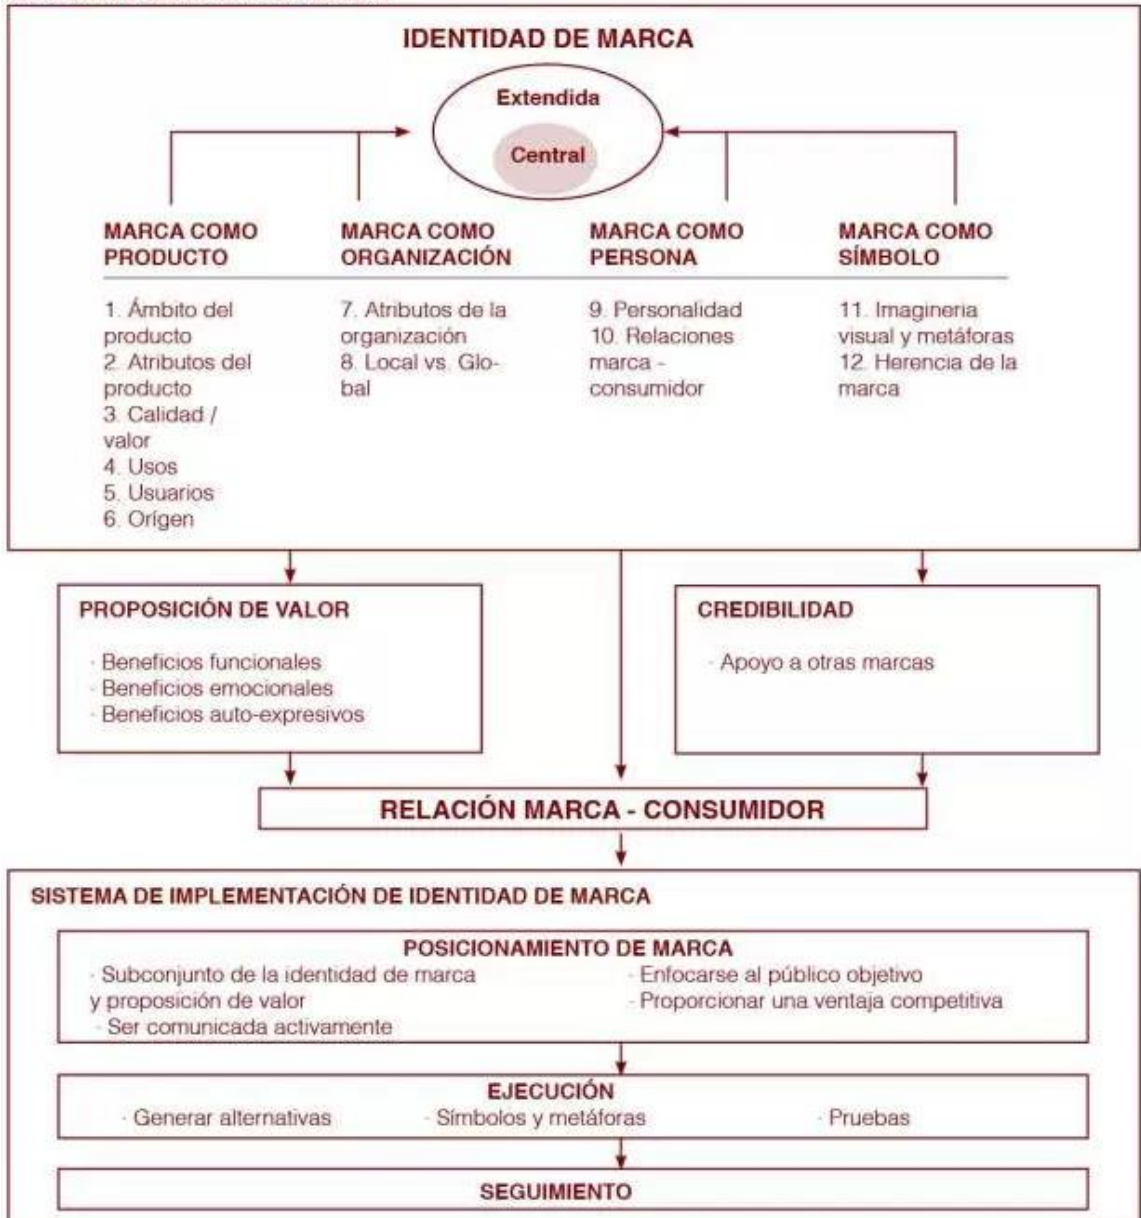 IDENTIDAD DE MARCA
Extendida
Central
MARCA COMO
PRODUCTO
1. Ámbito del
producto
2. Atributos del
producto
3. Calidad /
valor
4. Usos
5. Usuarios
6. Orígen
MARCA COMO
ORGANIZACIÓN
7. Atributos de la
organización
8. Local vs. Glo-
bal
MARCA COMO
PERSONA
9. Personalidad
10. Relaciones
marca -
consumidor
MARCA COMO
SÍMBOLO
11. Imagineria
visual y metáforas
12. Herencia de la
marca
PROPOSICIÓN DE VALOR
· Beneficios funcionales
· Beneficios emocionales
· Beneficios auto-expresivos
CREDIBILIDAD
· Apoyo a otras marcas
RELACIÓN MARCA - CONSUMIDOR
SISTEMA DE IMPLEMENTACIÓN DE IDENTIDAD DE MARCA
POSICIONAMIENTO DE MARCA
· Subconjunto de la identidad de marca
y proposición de valor
· Ser comunicada activamente
· Enfocarse al público objetivo
· Proporcionar una ventaja competitiva
EJECUCIÓN
· Generar alternativas
· Símbolos y metáforas
· Pruebas
SEGUIMIENTO